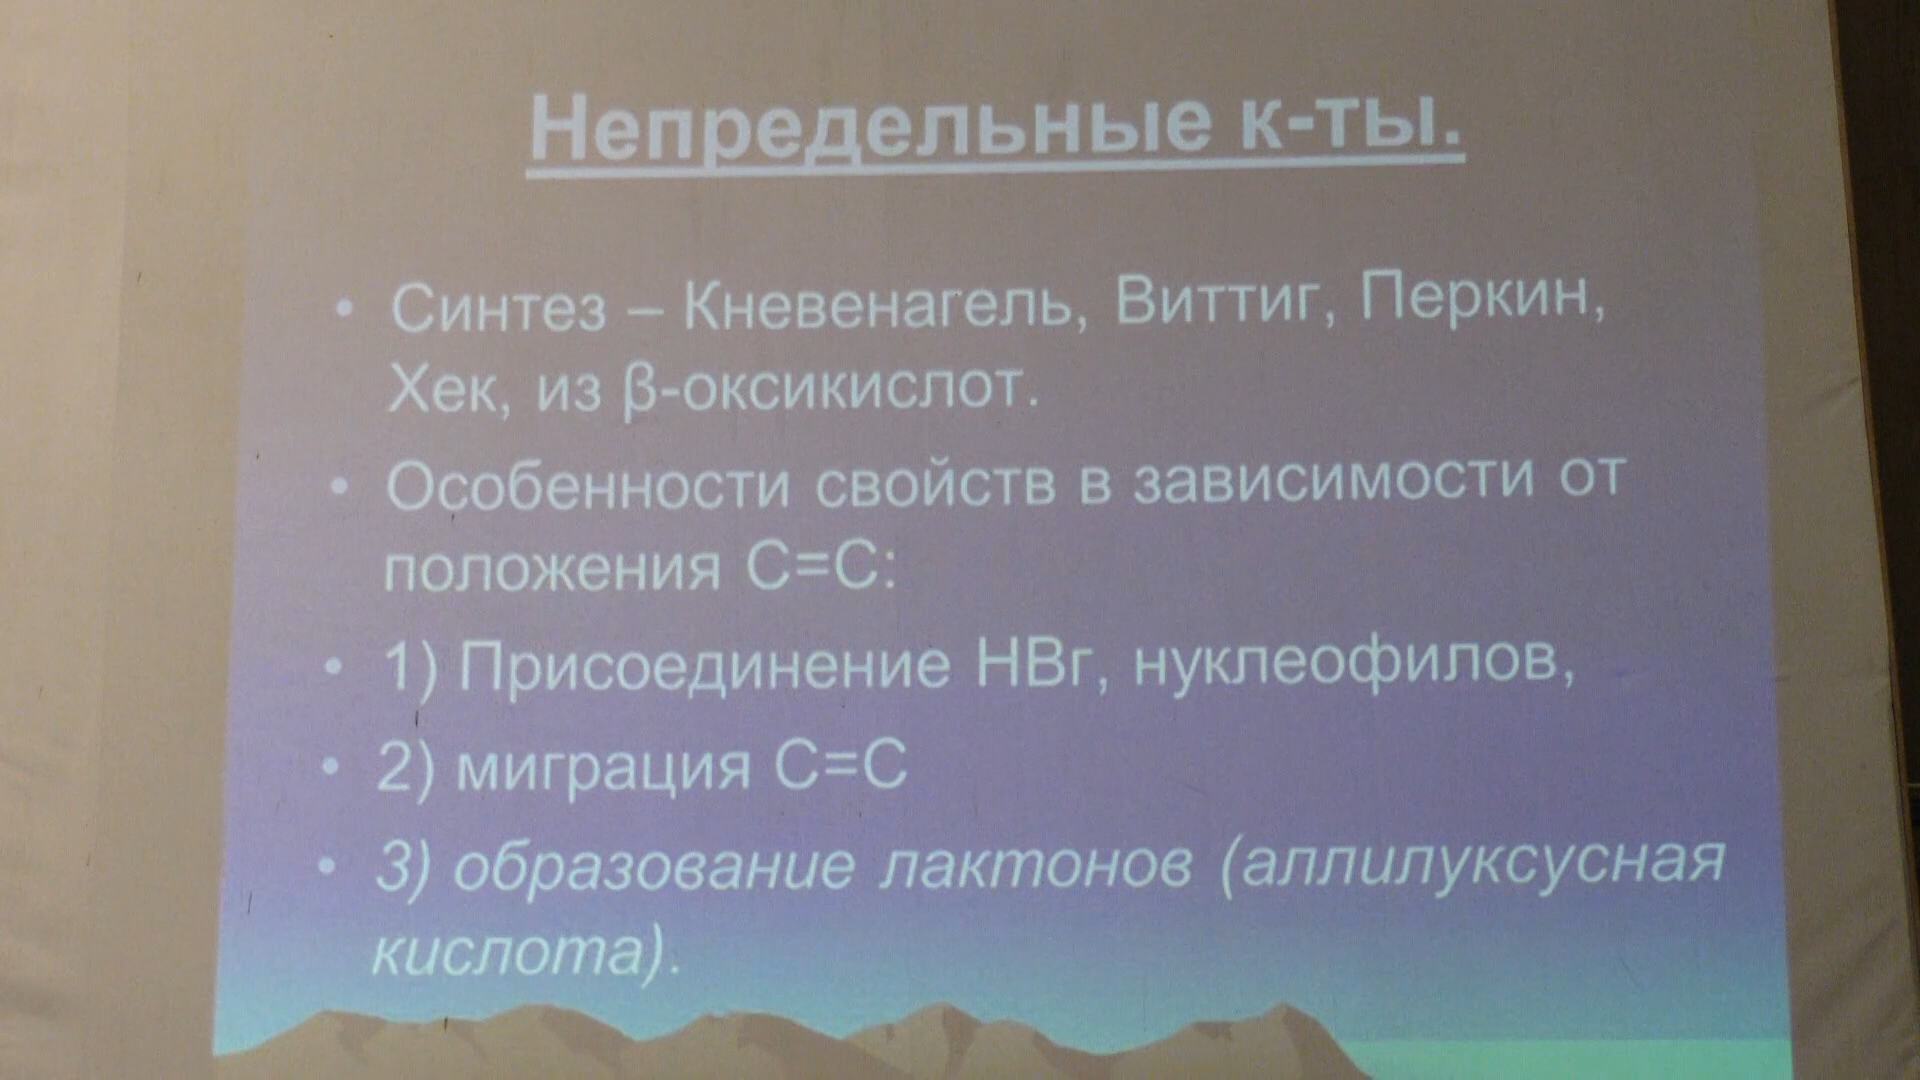 Непредельные к-ты.
• Синтез – Кневенагель, Виттиг, Перкин,
Хек, из β-оксикислот.
• Особенности свойств в зависимости от
положения С=С:
• 1) Присоединение HBr, нуклеофилов,
• 2) миграция С=С
• 3) образование лактонов (аллилуксусная
кислота).